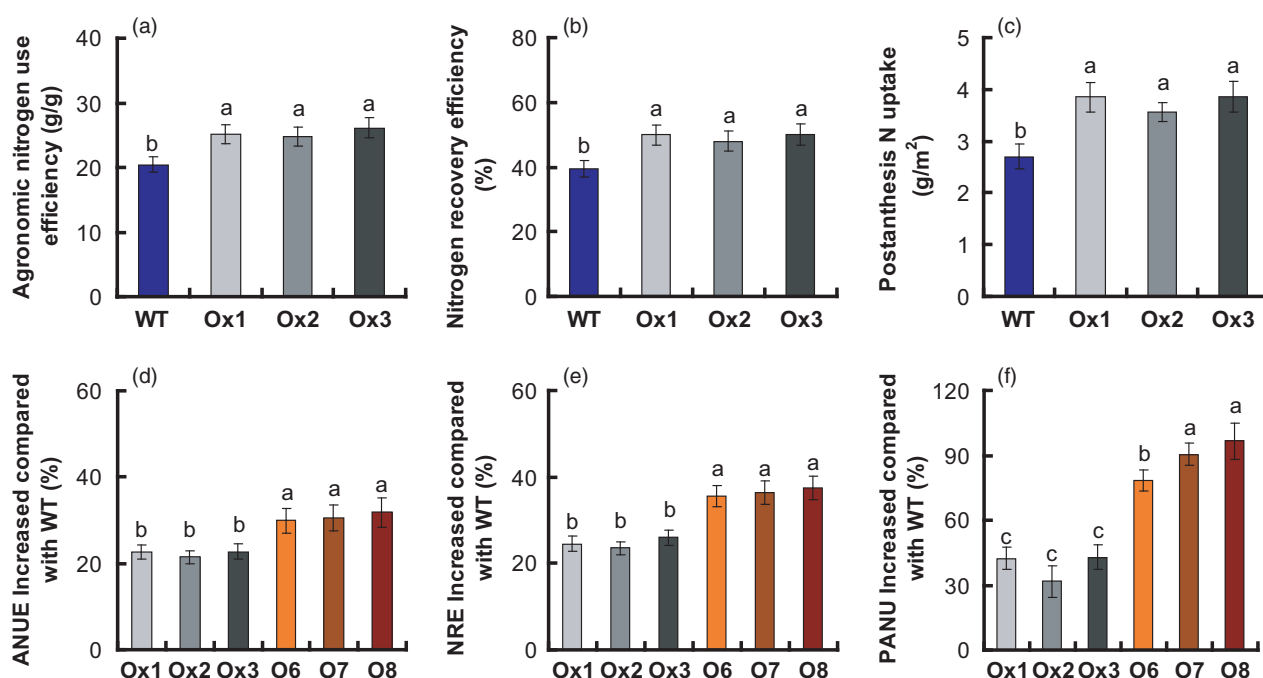 (a)
Agronomic nitrogen use
efficiency (g/g)
40
30
20
10
0
b
a
a
a
WT
Ox1
Ox2
Ox3
(b)
Nitrogen recovery efficiency
(%)
80
60
40
20
0
b
a
a
a
WT
Ox1
Ox2
Ox3
(c)
Postanthesis N uptake
(g/m²)
5
4
3
2
1
0
b
a
a
a
WT
Ox1
Ox2
Ox3
(d)
ANUE Increased compared
with WT (%)
60
40
20
0
b
b
b
a
a
a
Ox1
Ox2
Ox3
O6
O7
O8
(e)
NRE Increased compared
with WT (%)
60
40
20
0
b
b
b
a
a
a
Ox1
Ox2
Ox3
O6
O7
O8
(f)
PANU Increased compared
with WT (%)
120
90
60
30
0
c
c
c
b
a
a
Ox1
Ox2
Ox3
O6
O7
O8